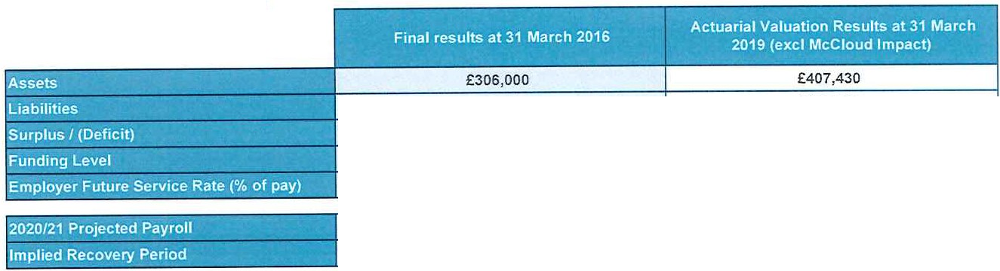 Final results at 31 March 2016
Actuarial Valuation Results at 31 March
2019 (excl McCloud Impact)
Assets £306,000 £407,430
Liabilities
Surplus / (Deficit)
Funding Level
Employer Future Service Rate (% of pay)
2020/21 Projected Payroll
Implied Recovery Period